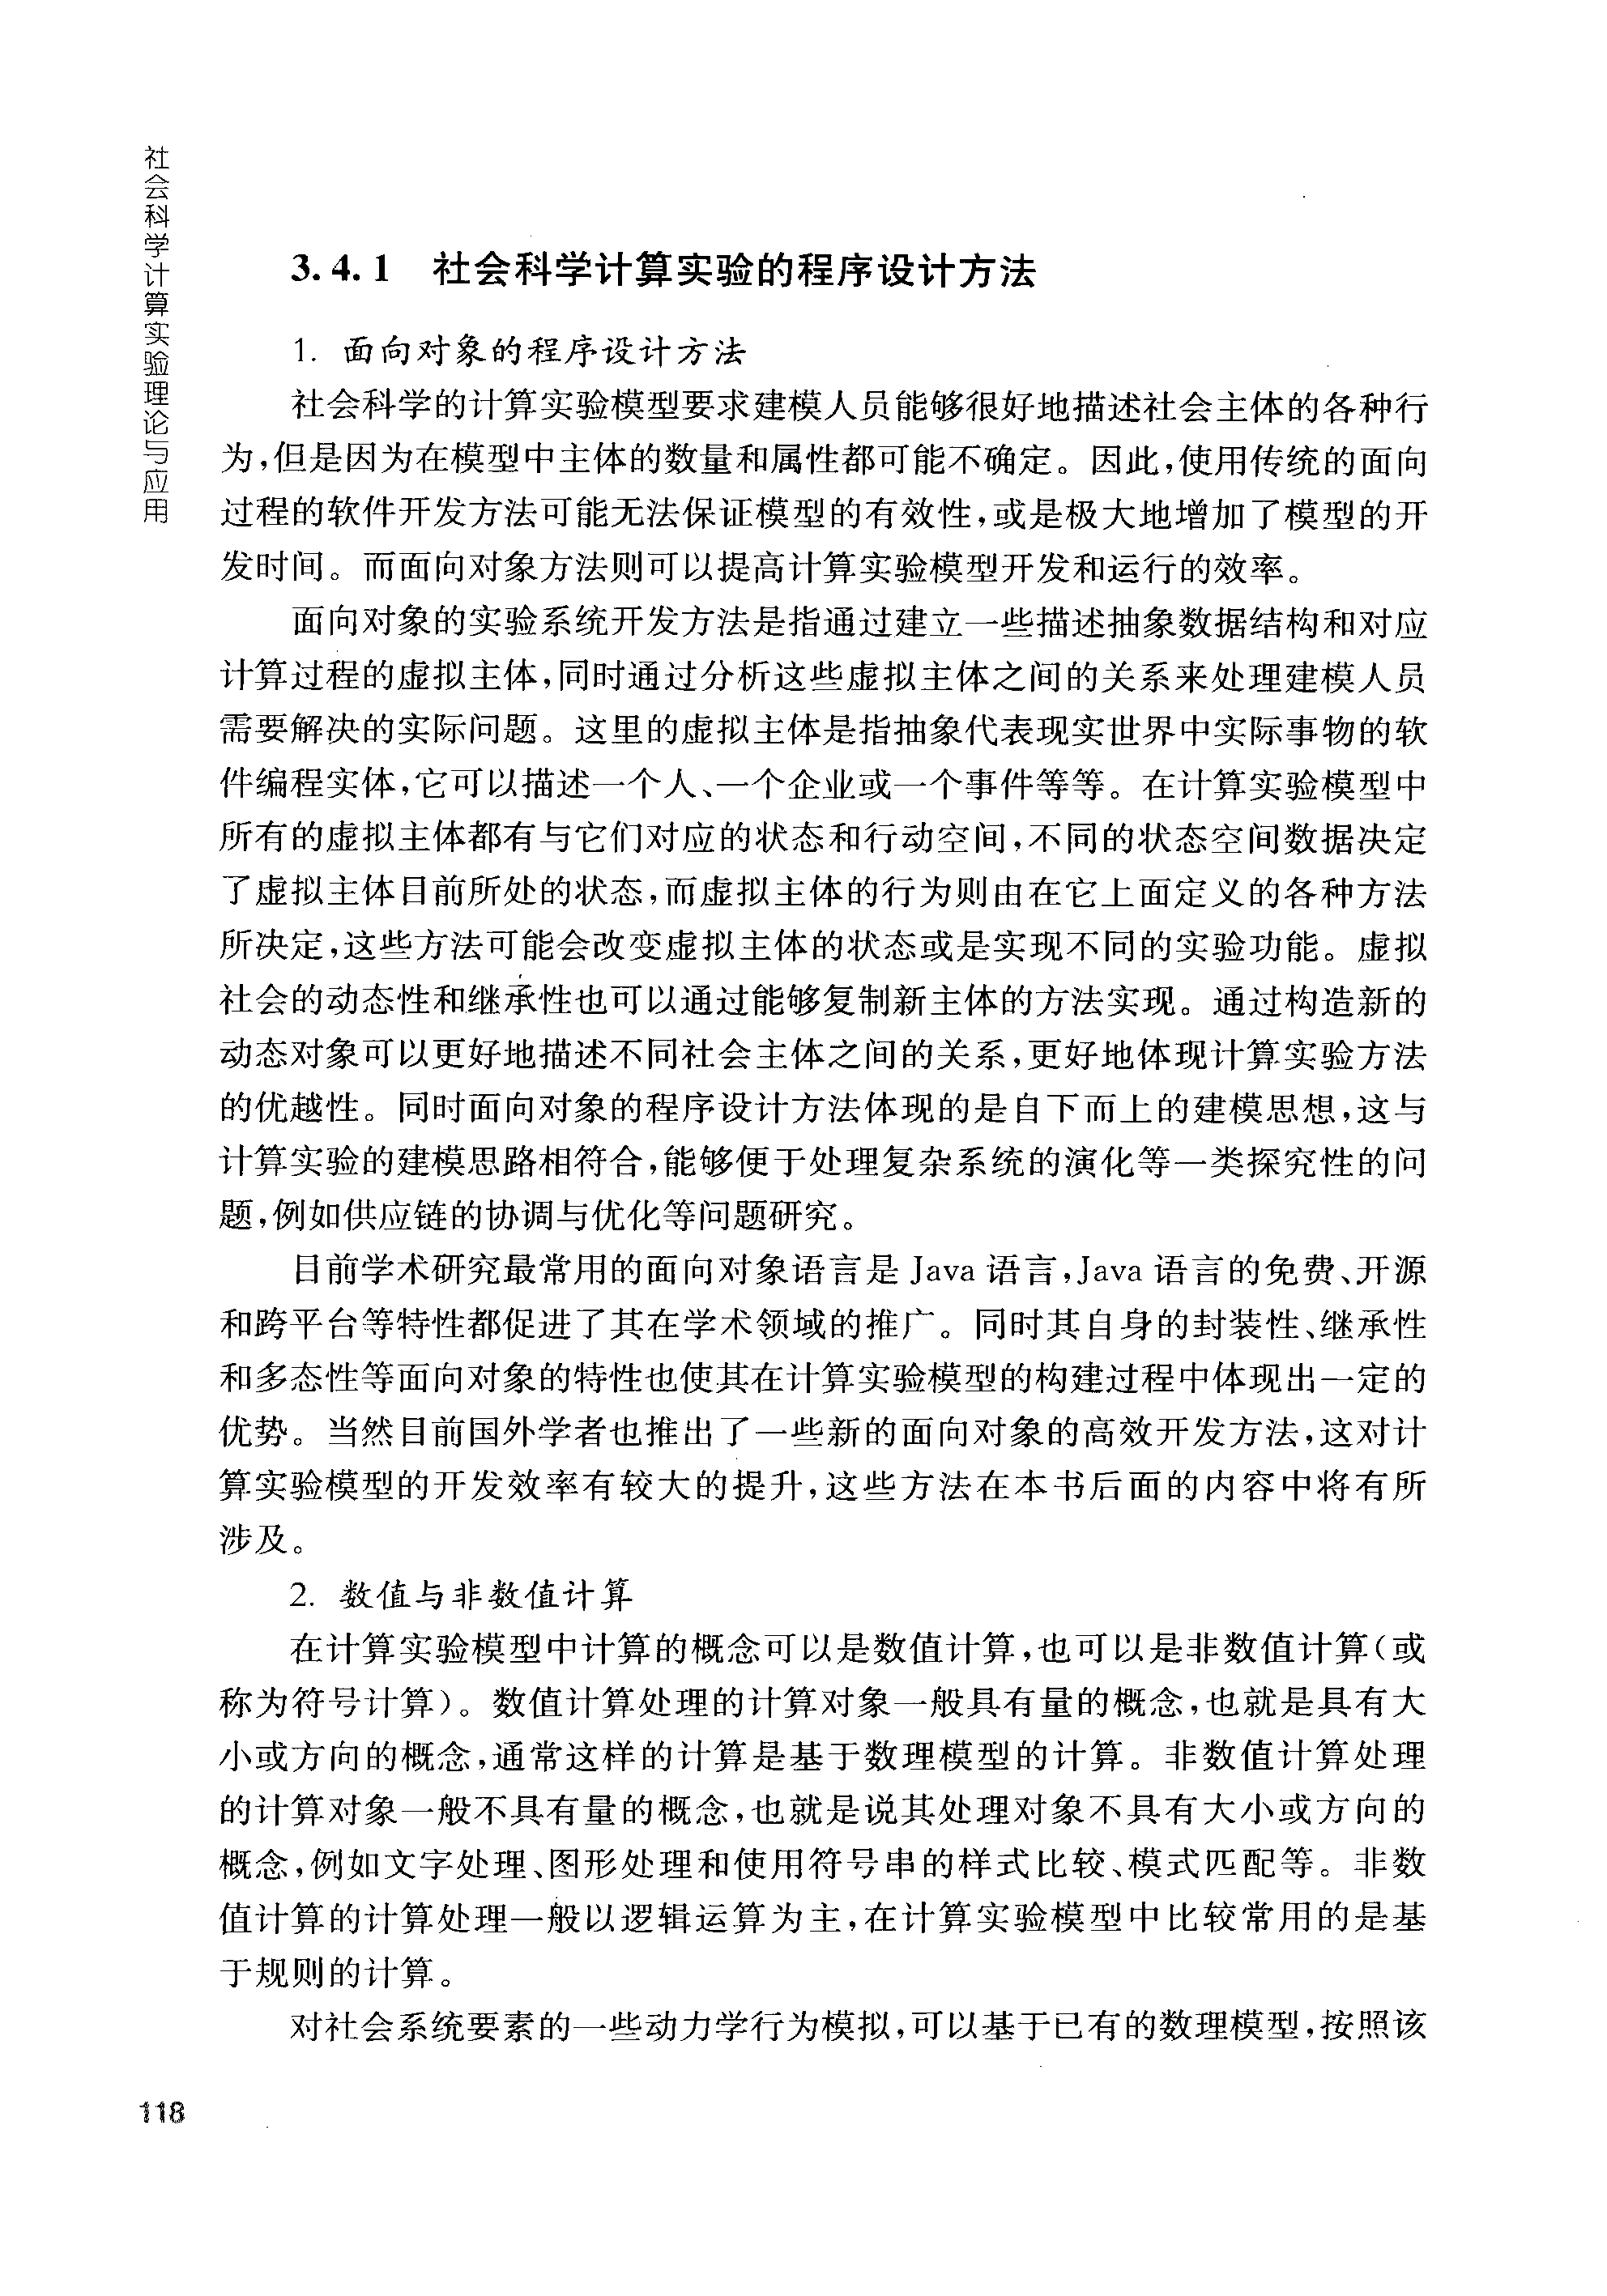 社会科学计算实验理论与应用
3.4.1 社会科学计算实验的程序设计方法
1. 面向对象的程序设计方法
社会科学的计算实验模型要求建模人员能够很好地描述社会主体的各种行
为,但是因为在模型中主体的数量和属性都可能不确定。因此,使用传统的面向
过程的软件开发方法可能无法保证模型的有效性,或是极大地增加了模型的开
发时间。而面向对象方法则可以提高计算实验模型开发和运行的效率。
面向对象的实验系统开发方法是指通过建立一些描述抽象数据结构和对应
计算过程的虚拟主体,同时通过分析这些虚拟主体之间的关系来处理建模人员
需要解决的实际问题。这里的虚拟主体是指抽象代表现实世界中实际事物的软
件编程实体,它可以描述一个人、一个企业或一个事件等等。在计算实验模型中
所有的虚拟主体都有与它们对应的状态和行动空间,不同的状态空间数据决定
了虚拟主体目前所处的状态,而虚拟主体的行为则由在它上面定义的各种方法
所决定,这些方法可能会改变虚拟主体的状态或是实现不同的实验功能。虚拟
社会的动态性和继承性也可以通过能够复制新主体的方法实现。通过构造新的
动态对象可以更好地描述不同社会主体之间的关系,更好地体现计算实验方法
的优越性。同时面向对象的程序设计方法体现的是自下而上的建模思想,这与
计算实验的建模思路相符合,能够便于处理复杂系统的演化等一类探究性的问
题,例如供应链的协调与优化等问题研究。
目前学术研究最常用的面向对象语言是 Java 语言,Java 语言的免费、开源
和跨平台等特性都促进了其在学术领域的推广。同时其自身的封装性、继承性
和多态性等面向对象的特性也使其在计算实验模型的构建过程中体现出一定的
优势。当然目前国外学者也推出了一些新的面向对象的高效开发方法,这对计
算实验模型的开发效率有较大的提升,这些方法在本书后面的内容中将有所
涉及。
2. 数值与非数值计算
在计算实验模型中计算的概念可以是数值计算,也可以是非数值计算(或
称为符号计算)。数值计算处理的计算对象一般具有量的概念,也就是具有大
小或方向的概念,通常这样的计算是基于数理模型的计算。非数值计算处理
的计算对象一般不具有量的概念,也就是说其处理对象不具有大小或方向的
概念,例如文字处理、图形处理和使用符号串的样式比较、模式匹配等。非数
值计算的计算处理一般以逻辑运算为主,在计算实验模型中比较常用的是基
于规则的计算。
对社会系统要素的一些动力学行为模拟,可以基于已有的数理模型,按照该
118